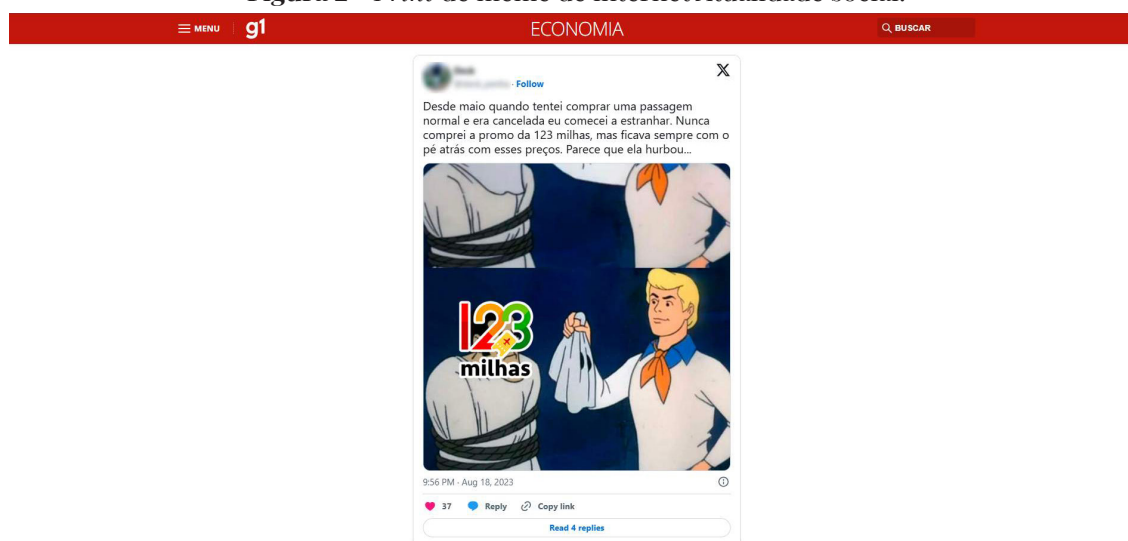 MENU
g1
ECONOMIA
BUSCAR
X
· Follow
Desde maio quando tentei comprar uma passagem
normal e era cancelada eu comecei a estranhar. Nunca
comprei a promo da 123 milhas, mas ficava sempre com o
pé atrás com esses preços. Parece que ela hurbou...
123
milhas
9:56 PM · Aug 18, 2023
37 Reply Copy link
Read 4 replies